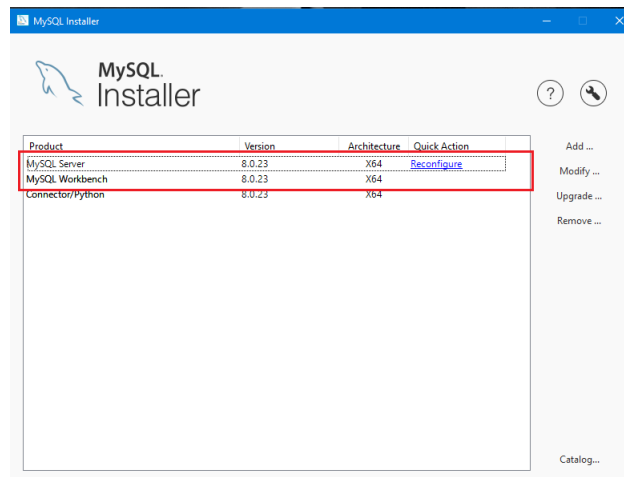 MySQL Installer
MySQL.
Installer
?
Product Version Architecture Quick Action
MySQL Server 8.0.23 X64 Reconfigure
MySQL Workbench 8.0.23 X64
Connector/Python 8.0.23 X64
Add ...
Modify ...
Upgrade ...
Remove ...
Catalog...